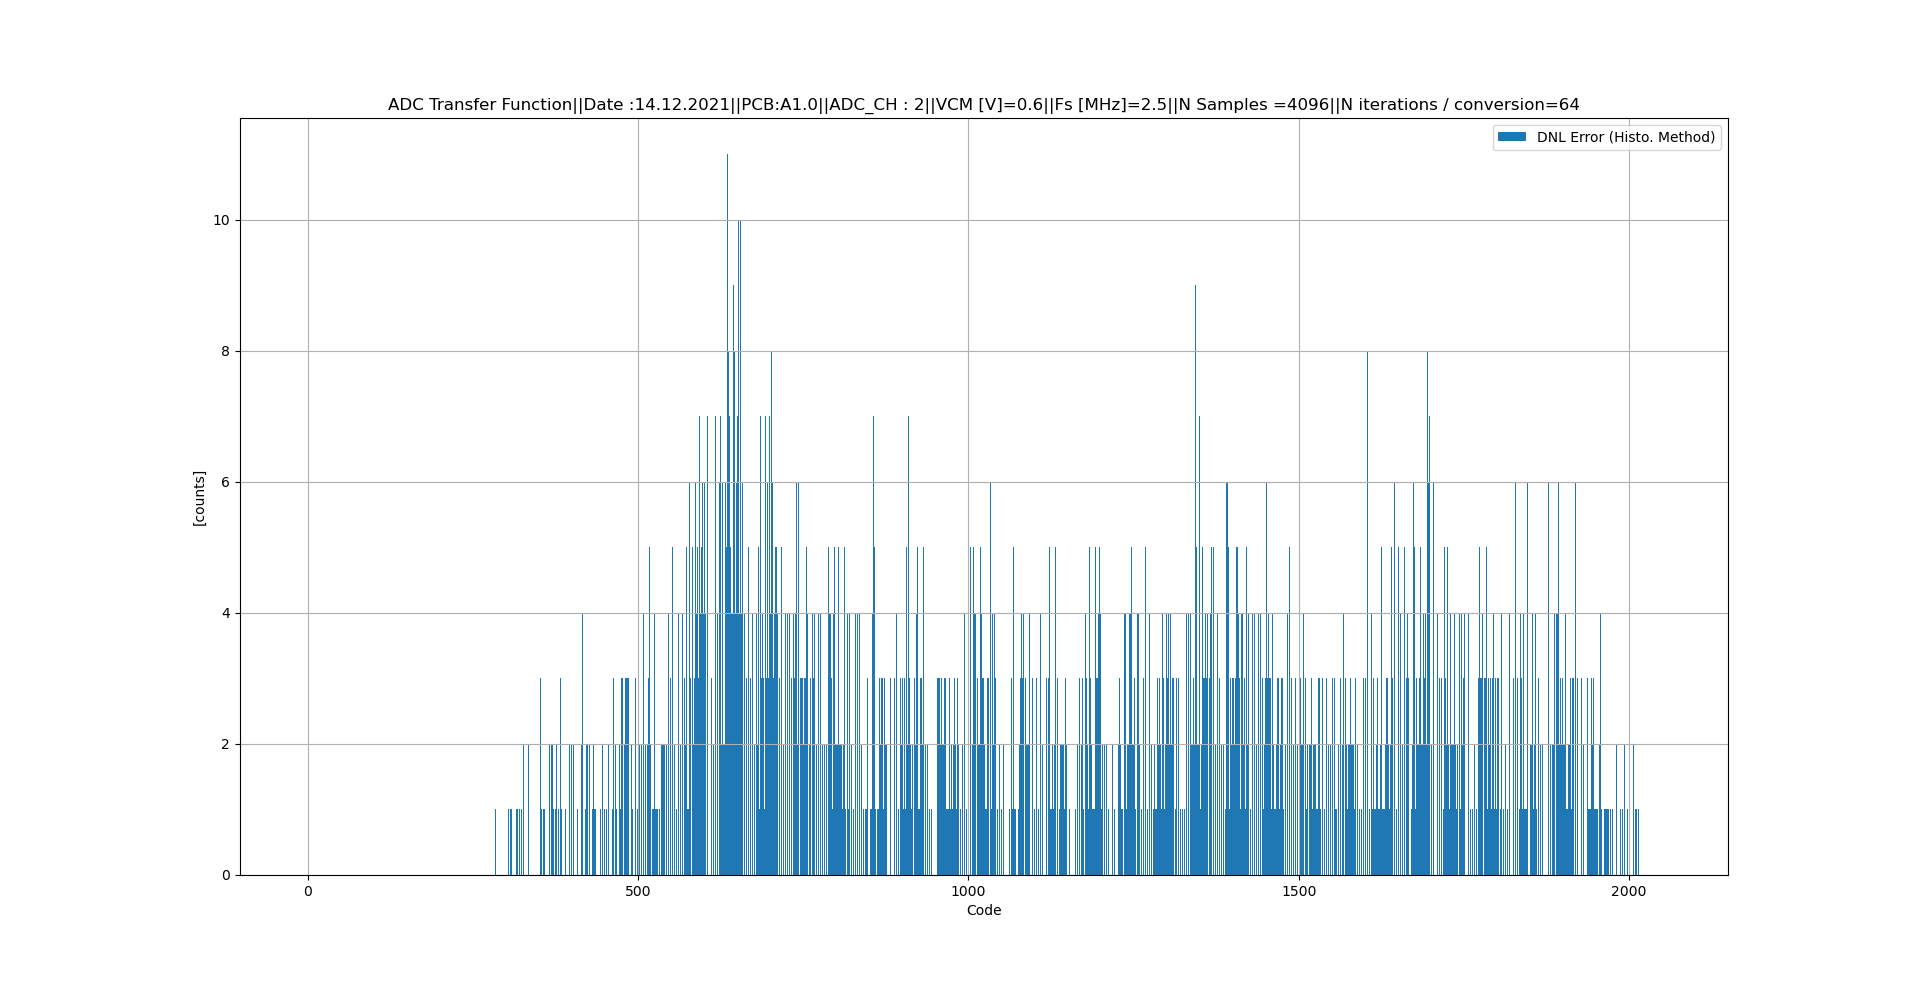 ADC Transfer Function||Date :14.12.2021||PCB:A1.0||ADC_CH : 2||VCM [V]=0.6||Fs [MHz]=2.5||N Samples =4096||N iterations / conversion=64
DNL Error (Histo. Method)
10
8
6
4
2
0
[counts]
0 500 1000 1500 2000
Code